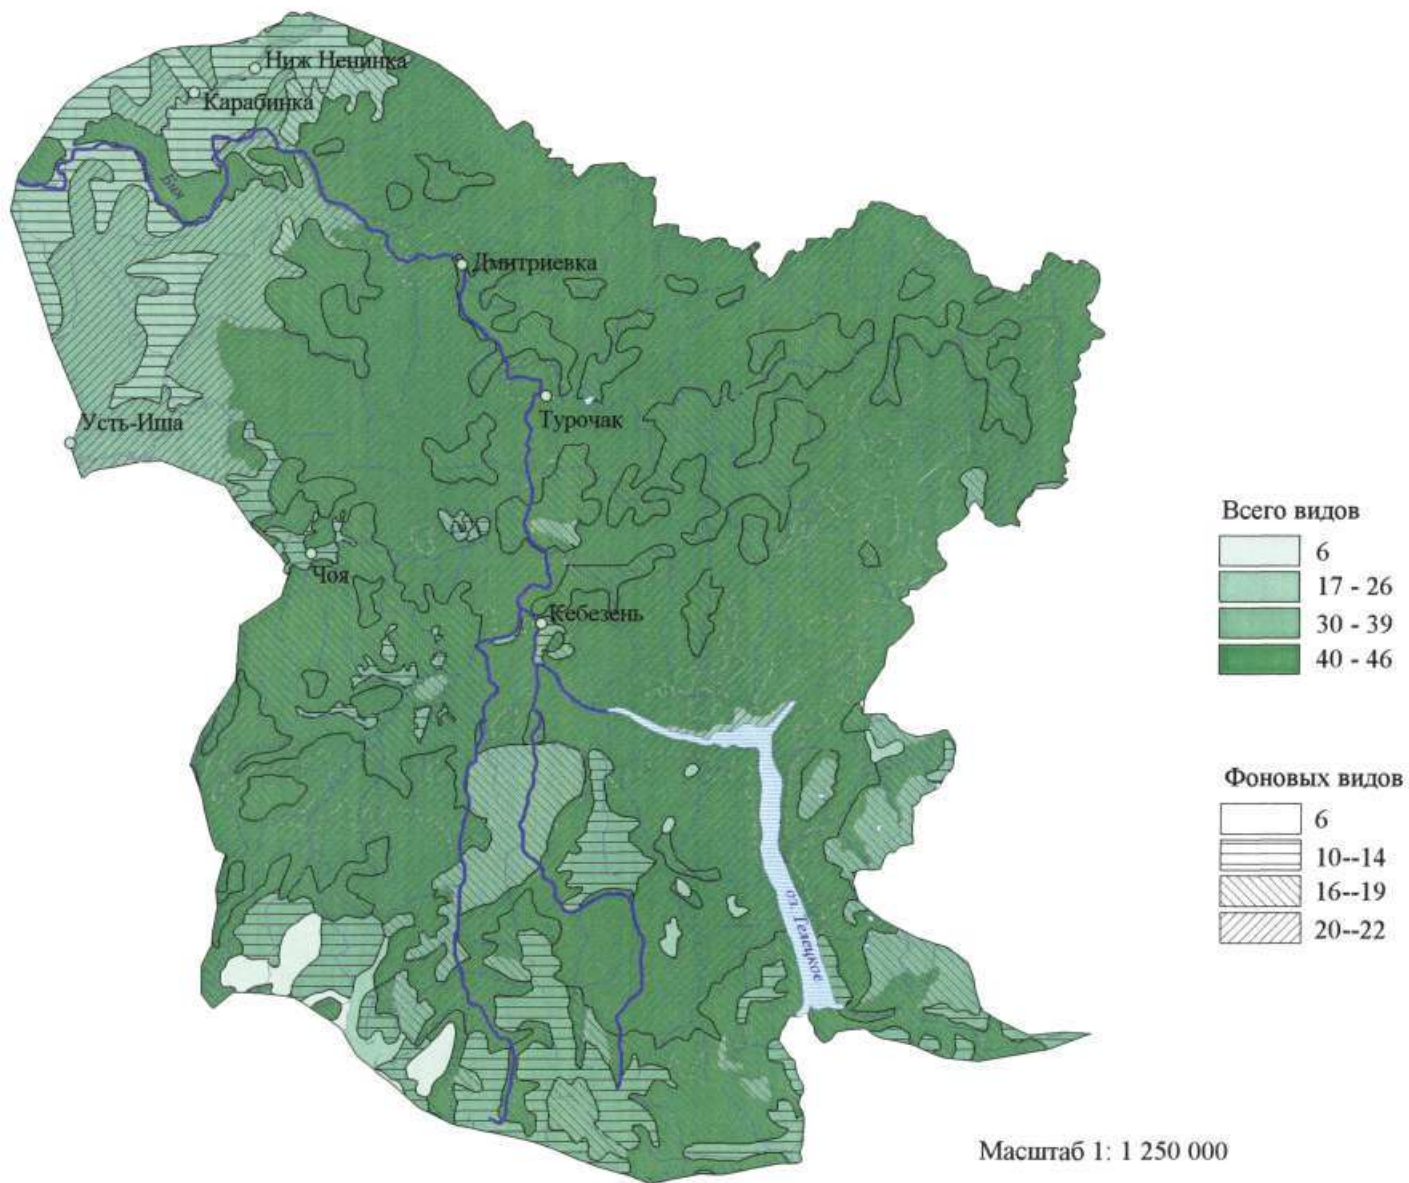 Ниж Ненинка
Карабинка
Бия
Дмитриевка
Турочак
Усть-Иша
Чоя
Кебезень
оз. Телецкое
Всего видов
6
17 - 26
30 - 39
40 - 46
Фоновых видов
6
10--14
16--19
20--22
Масштаб 1: 1 250 000